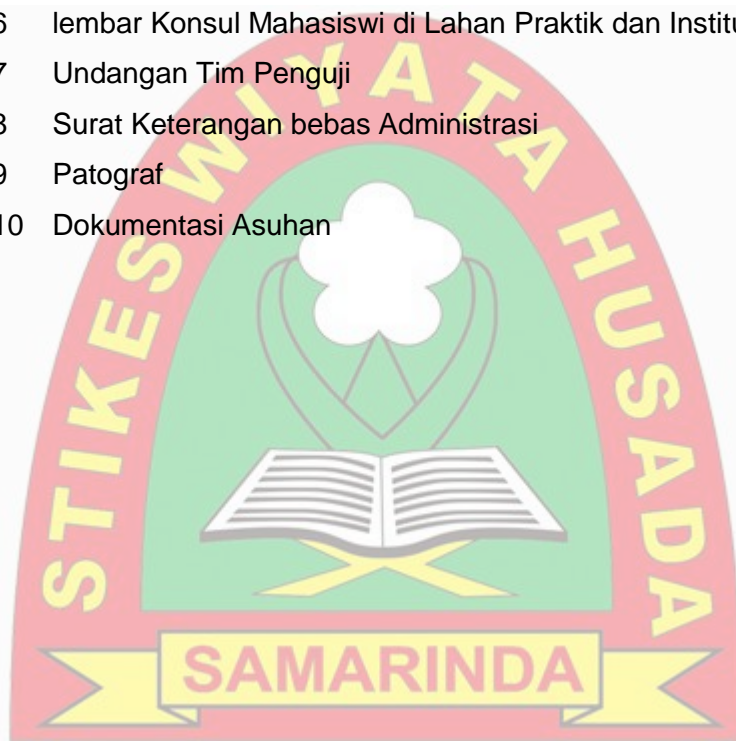 6 lembar Konsul Mahasiswi di Lahan Praktik dan
7 Undangan Tim Penguji
8 Surat Keterangan bebas Administrasi
9 Patograf
10 Dokumentasi Asuhan
STIKES WIYATA HUSADA
SAMARINDA